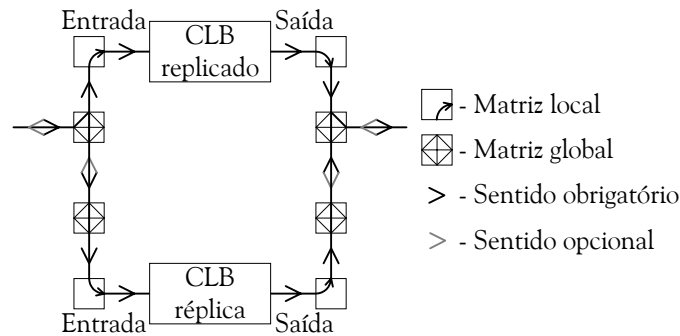 Entrada
CLB
replicado
Saída
- Matriz local
- Matriz global
- Sentido obrigatório
- Sentido opcional
Entrada
CLB
réplica
Saída